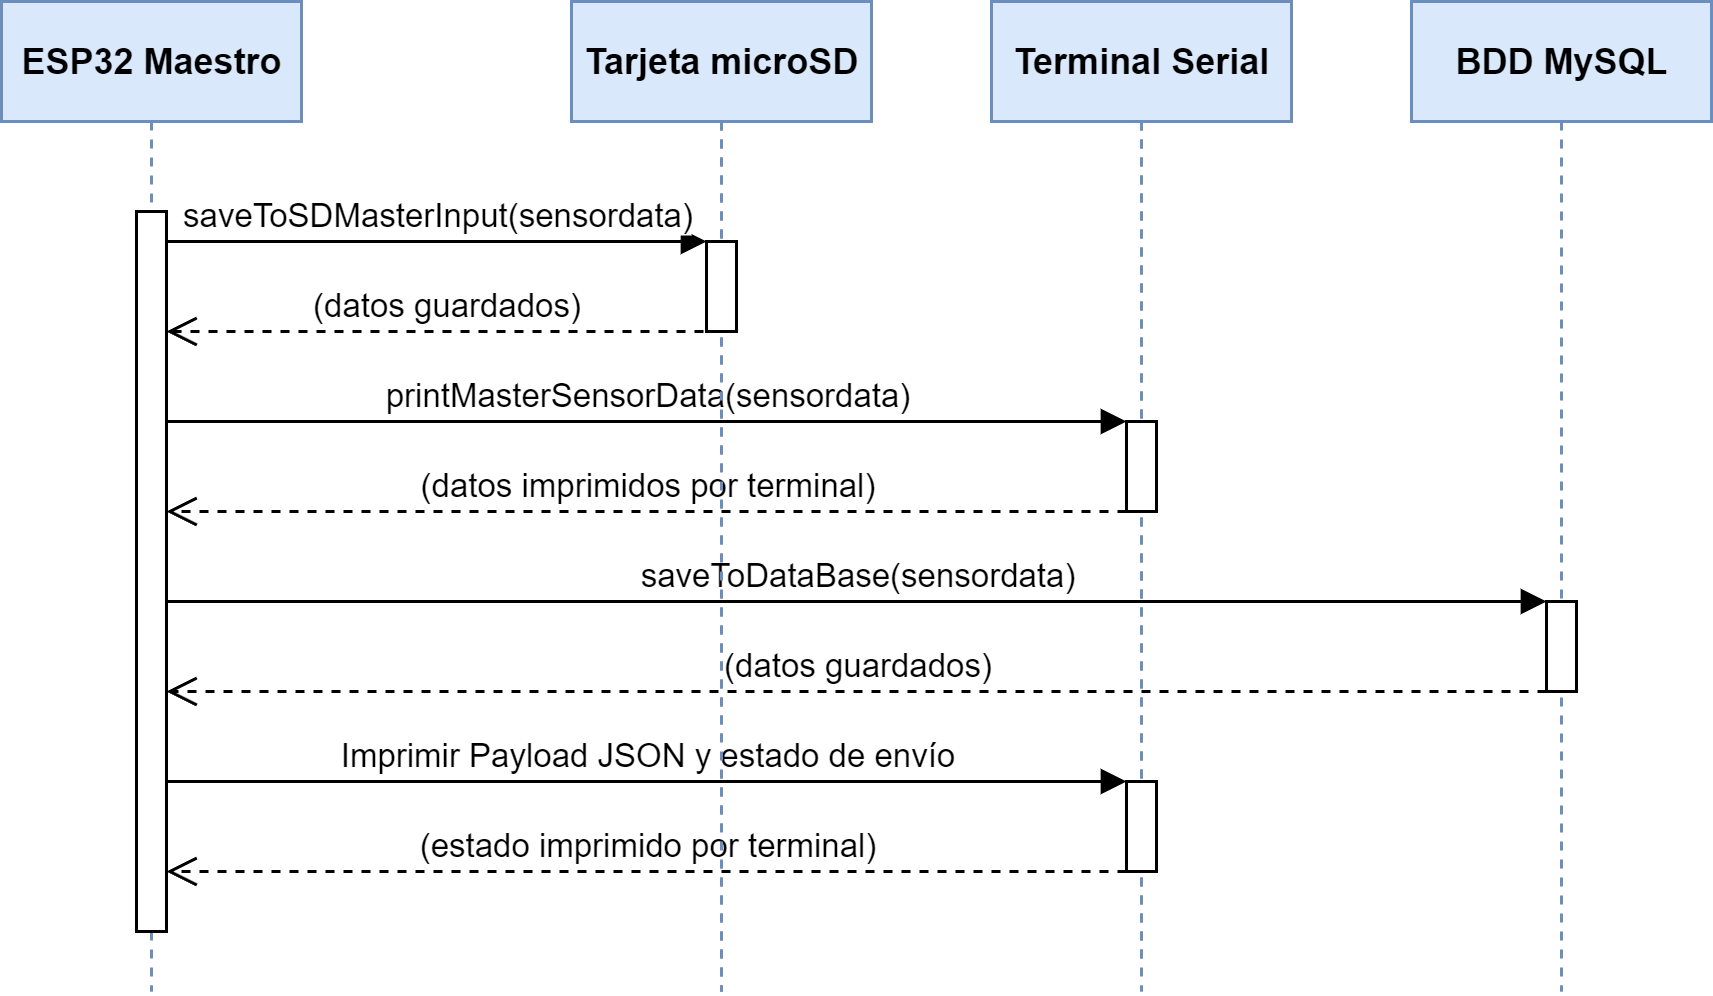 ESP32 Maestro
Tarjeta microSD
Terminal Serial
BDD MySQL
saveToSDMasterInput(sensordata)
(datos guardados)
printMasterSensorData(sensordata)
(datos imprimidos por terminal)
saveToDataBase(sensordata)
(datos guardados)
Imprimir Payload JSON y estado de envío
(estado imprimido por terminal)